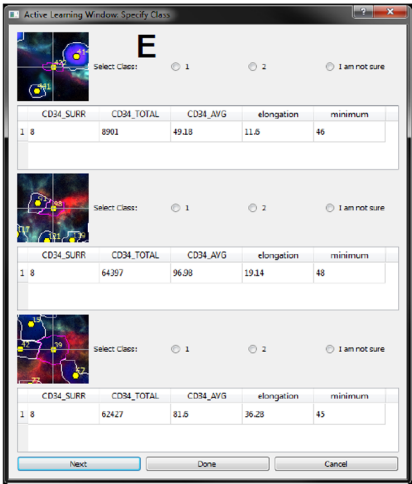 Active Learning Window: Specify Class
E
Select Class: 1 2 I am not sure
CD34_SURR CD34_TOTAL CD34_AVG elongation minimum
1 8 8901 49.18 11.6 46
Select Class: 1 2 I am not sure
CD34_SURR CD34_TOTAL CD34_AVG elongation minimum
1 8 64397 96.98 19.14 48
Select Class: 1 2 I am not sure
CD34_SURR CD34_TOTAL CD34_AVG elongation minimum
1 8 62427 81.6 36.28 45
Next Done Cancel